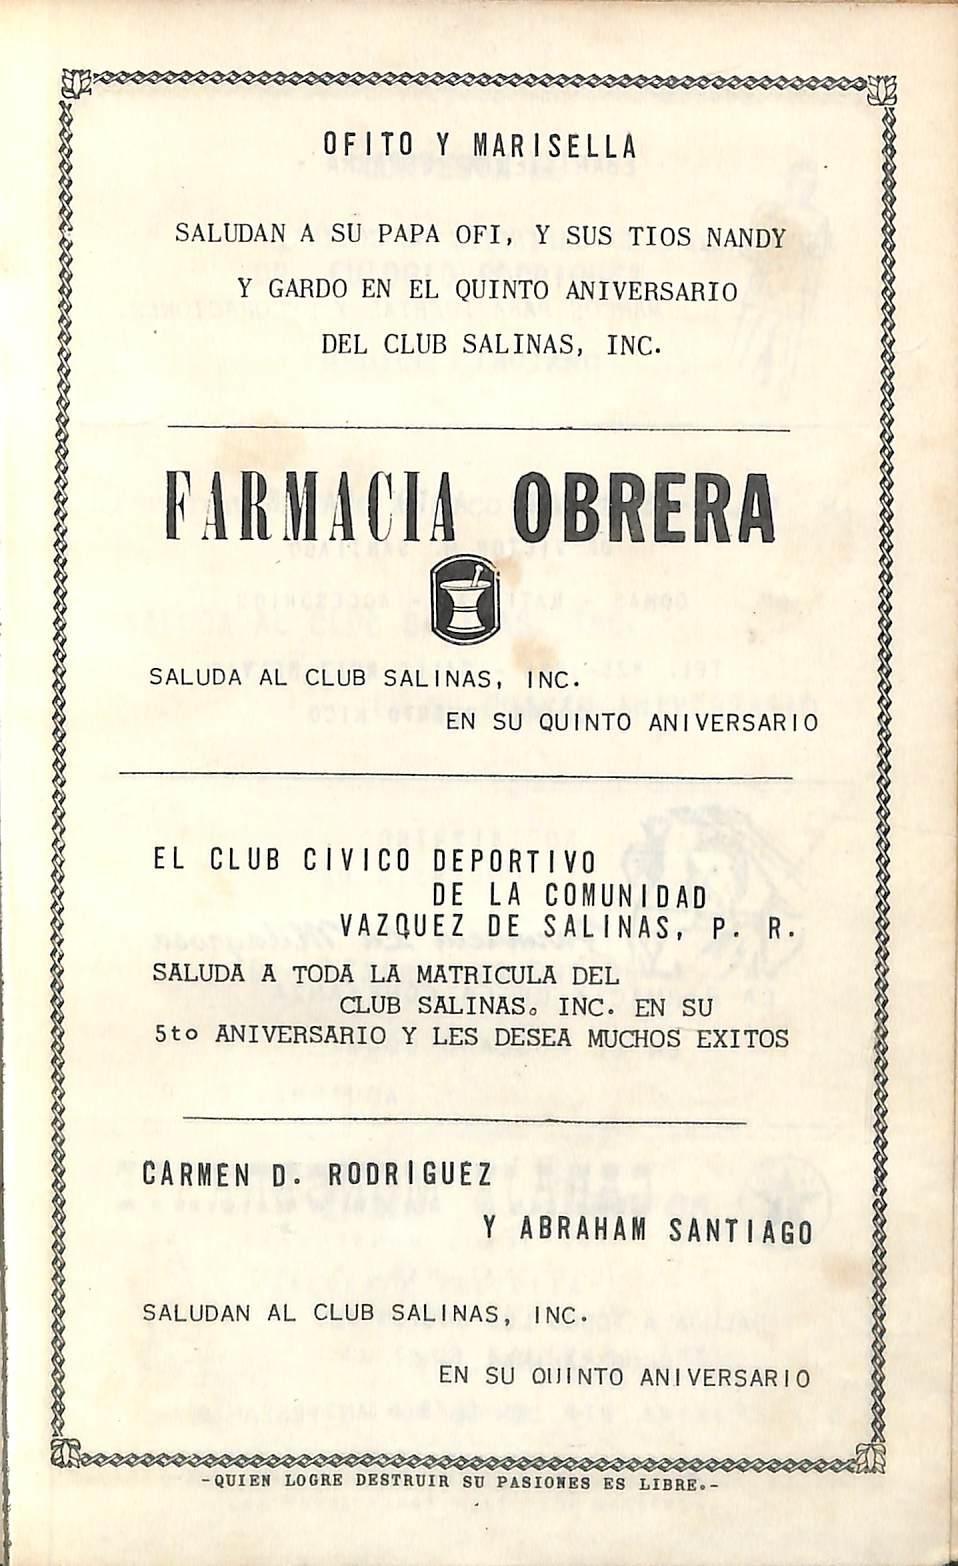 OFITO Y MARISELLA
SALUDAN A SU PAPA OFI, Y SUS TIOS NANDY
Y GARDO EN EL QUINTO ANIVERSARIO
DEL CLUB SALINAS, INC.
FARMACIA OBRERA
SALUDA AL CLUB SALINAS, INC.
EN SU QUINTO ANIVERSARIO
EL CLUB CIVICO DEPORTIVO
DE LA COMUNIDAD
VAZQUEZ DE SALINAS, P. R.
SALUDA A TODA LA MATRICULA DEL
CLUB SALINAS. INC. EN SU
5to ANIVERSARIO Y LES DESEA MUCHOS EXITOS
CARMEN D. RODRIGUEZ
Y ABRAHAM SANTIAGO
SALUDAN AL CLUB SALINAS, INC.
EN SU QUINTO ANIVERSARIO
-QUIEN LOGRE DESTRUIR SU PASIONES ES LIBRE.-